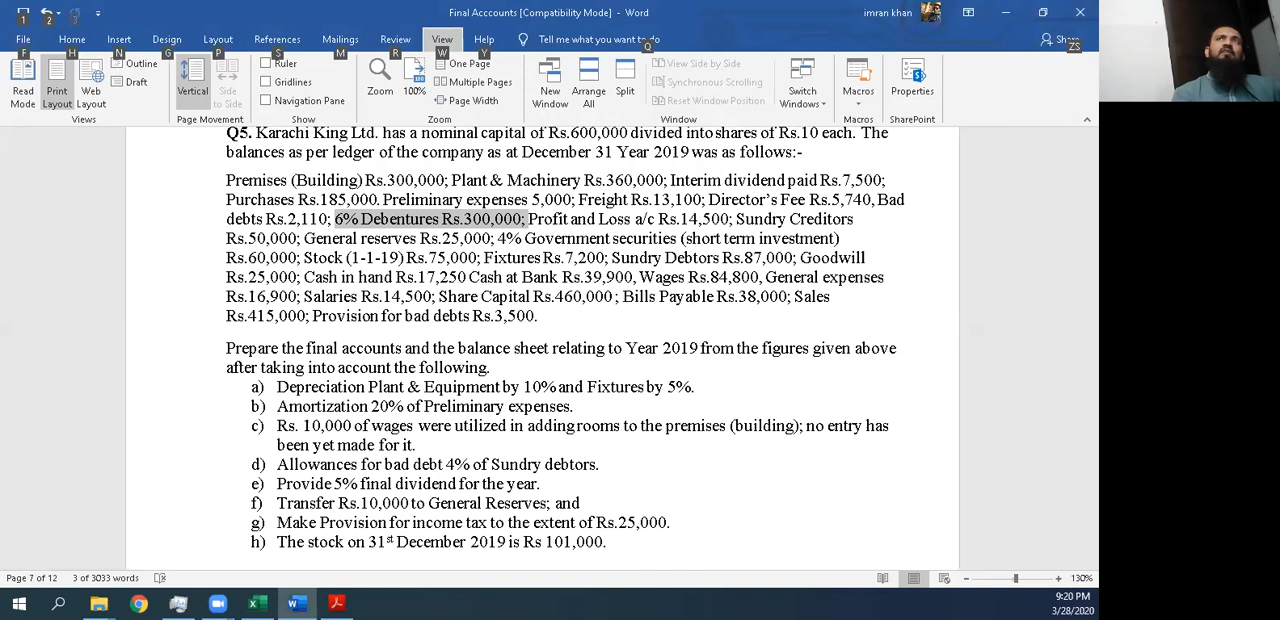 1 2 3
Final Acccounts [Compatibility Mode] - Word
imran khan
File Home Insert Design Layout References Mailings Review View Help Tell me what you want to do Share
F H N G P S M R W Y Q ZS
Read Mode
Print Layout
Web Layout
Outline
Draft
Views
Vertical
Side to Side
Page Movement
Ruler
Gridlines
Navigation Pane
Show
Zoom
100%
One Page
Multiple Pages
Page Width
Zoom
New Window
Arrange All
Split
View Side by Side
Synchronous Scrolling
Reset Window Position
Window
Switch Windows
Macros
Macros
Properties
SharePoint
Q5. Karachi King Ltd. has a nominal capital of Rs.600,000 divided into shares of Rs.10 each. The
balances as per ledger of the company as at December 31 Year 2019 was as follows:-
Premises (Building) Rs.300,000; Plant & Machinery Rs.360,000; Interim dividend paid Rs.7,500;
Purchases Rs.185,000. Preliminary expenses 5,000; Freight Rs.13,100; Director's Fee Rs.5,740, Bad
debts Rs.2,110; 6% Debentures Rs.300,000; Profit and Loss a/c Rs.14,500; Sundry Creditors
Rs.50,000; General reserves Rs.25,000; 4% Government securities (short term investment)
Rs.60,000; Stock (1-1-19) Rs.75,000; Fixtures Rs.7,200; Sundry Debtors Rs.87,000; Goodwill
Rs.25,000; Cash in hand Rs.17,250 Cash at Bank Rs.39,900, Wages Rs.84,800, General expenses
Rs.16,900; Salaries Rs.14,500; Share Capital Rs.460,000 ; Bills Payable Rs.38,000; Sales
Rs.415,000; Provision for bad debts Rs.3,500.
Prepare the final accounts and the balance sheet relating to Year 2019 from the figures given above
after taking into account the following.
a) Depreciation Plant & Equipment by 10% and Fixtures by 5%.
b) Amortization 20% of Preliminary expenses.
c) Rs. 10,000 of wages were utilized in adding rooms to the premises (building); no entry has
been yet made for it.
d) Allowances for bad debt 4% of Sundry debtors.
e) Provide 5% final dividend for the year.
f) Transfer Rs.10,000 to General Reserves; and
g) Make Provision for income tax to the extent of Rs.25,000.
h) The stock on 31st December 2019 is Rs 101,000.
Page 7 of 12 3 of 3033 words 130%
9:20 PM
3/28/2020